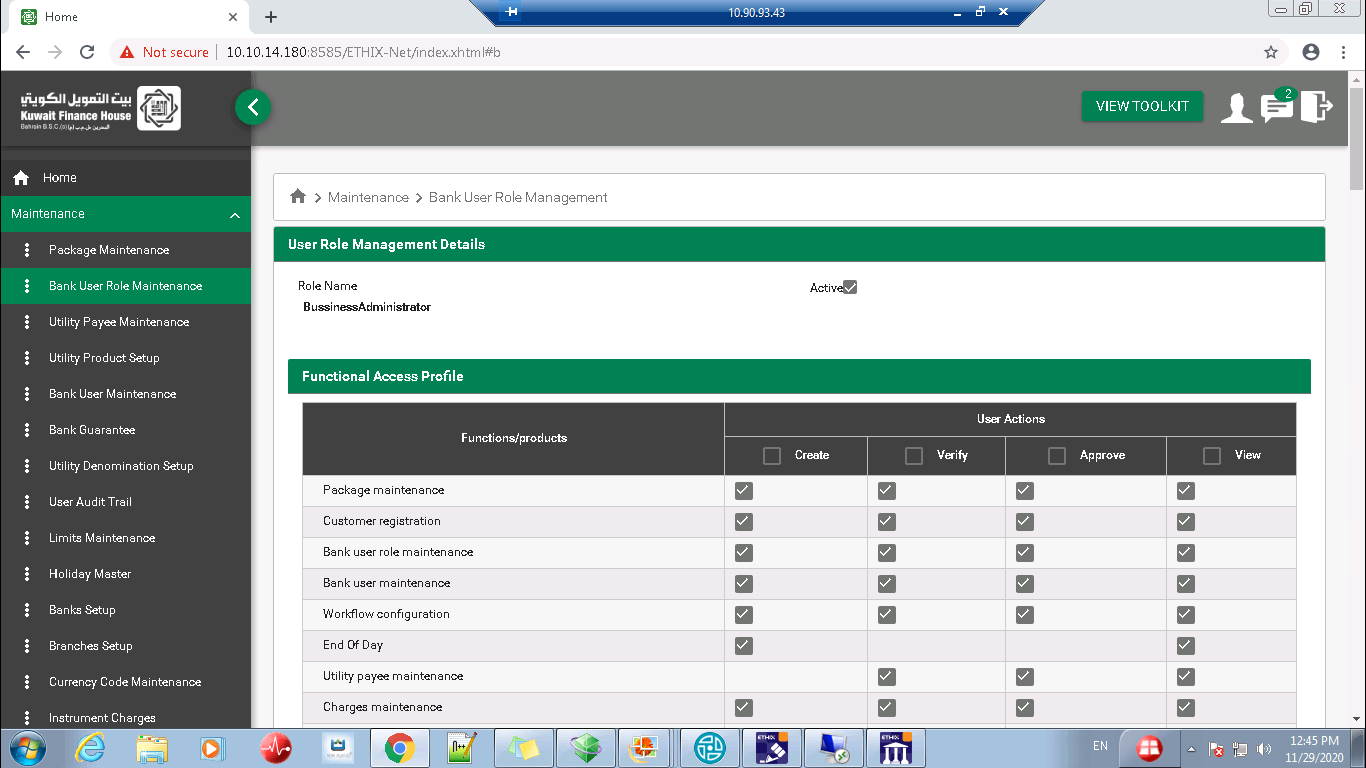 Home
10.90.93.43
Not secure
10.10.14.180:8585/ETHIX-Net/index.xhtml#b
بيت التمويل الكويتي
Kuwait Finance House
VIEW TOOLKIT
2
Home
Maintenance
Package Maintenance
Bank User Role Maintenance
Utility Payee Maintenance
Utility Product Setup
Bank User Maintenance
Bank Guarantee
Utility Denomination Setup
User Audit Trail
Limits Maintenance
Holiday Master
Banks Setup
Branches Setup
Currency Code Maintenance
Instrument Charges
Maintenance > Bank User Role Management
User Role Management Details
Role Name
Active
BussinessAdministrator
Functional Access Profile
Functions/products
User Actions
Create Verify Approve View
Package maintenance
Customer registration
Bank user role maintenance
Bank user maintenance
Workflow configuration
End Of Day
Utility payee maintenance
Charges maintenance
ETHIX
ETHIX
EN
12:45 PM
11/29/2020